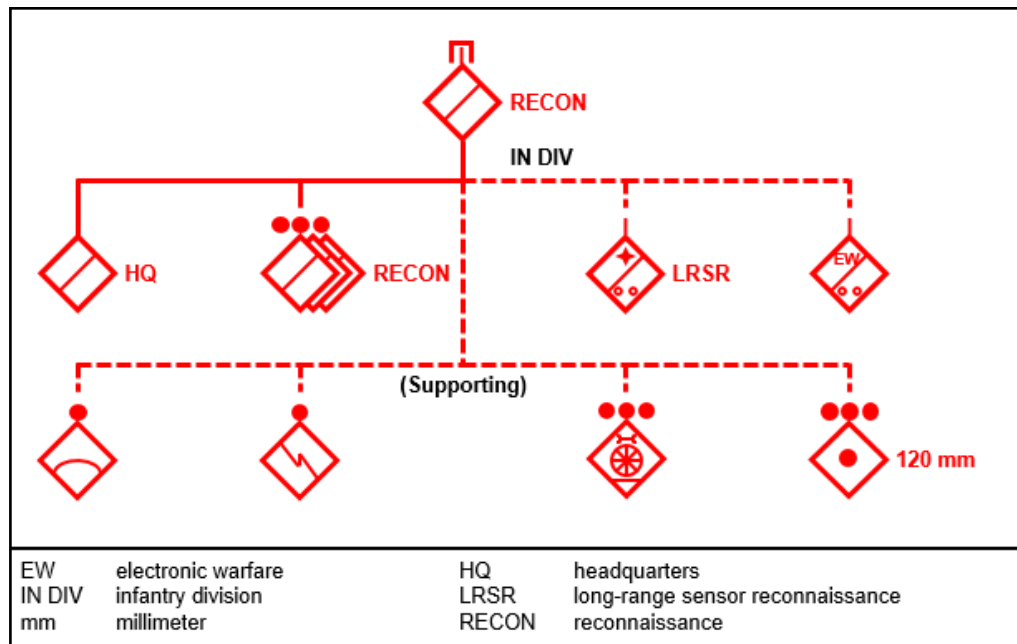 RECON
IN DIV
HQ
RECON
LRSR
EW
(Supporting)
120 mm
EW electronic warfare
HQ headquarters
IN DIV infantry division
LRSR long-range sensor reconnaissance
mm millimeter
RECON reconnaissance